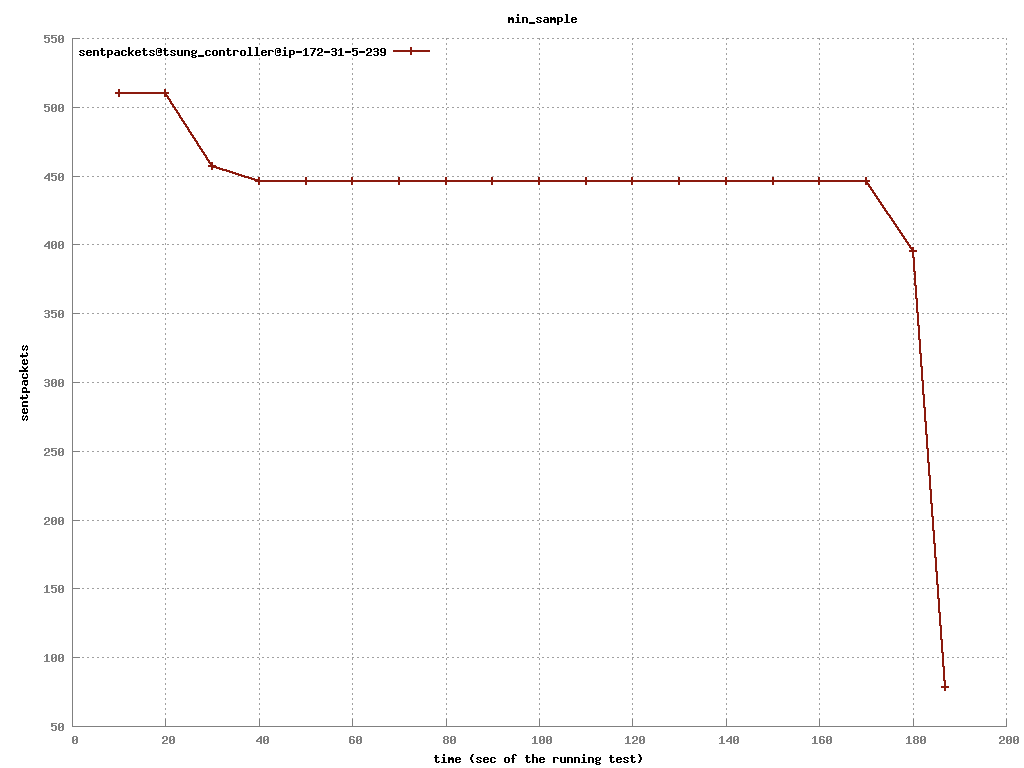 min_sample
sentpackets@tsung_controller@ip-172-31-5-239
550
500
450
400
350
300
250
200
150
100
50
sentpackets
0 20 40 60 80 100 120 140 160 180 200
time (sec of the running test)